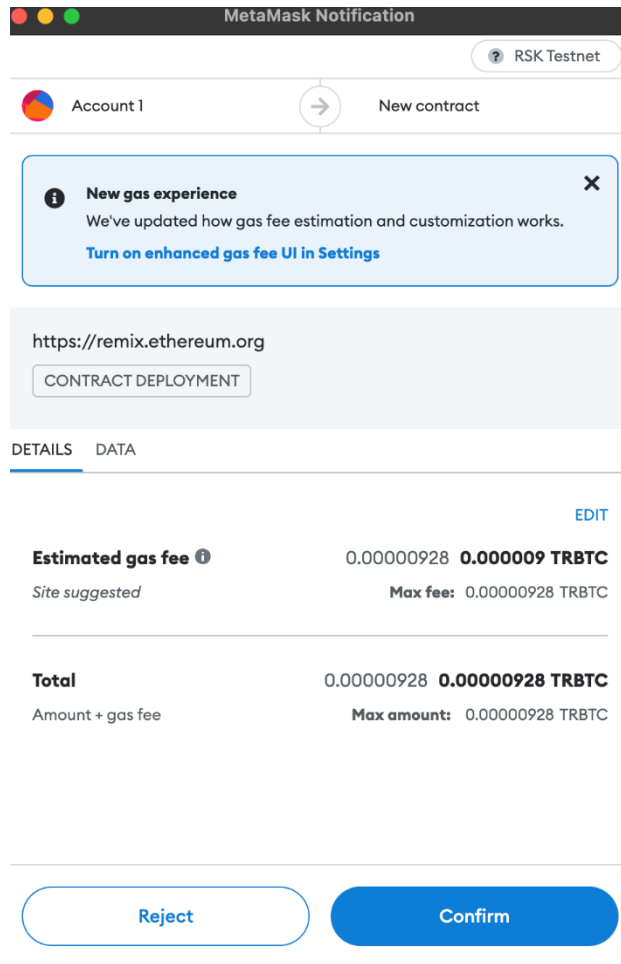 MetaMask Notification
? RSK Testnet
Account 1 New contract
New gas experience
We've updated how gas fee estimation and customization works.
Turn on enhanced gas fee UI in Settings
https://remix.ethereum.org
CONTRACT DEPLOYMENT
DETAILS DATA
EDIT
Estimated gas fee 0.00000928 0.000009 TRBTC
Site suggested Max fee: 0.00000928 TRBTC
Total 0.00000928 0.00000928 TRBTC
Amount + gas fee Max amount: 0.00000928 TRBTC
Reject Confirm